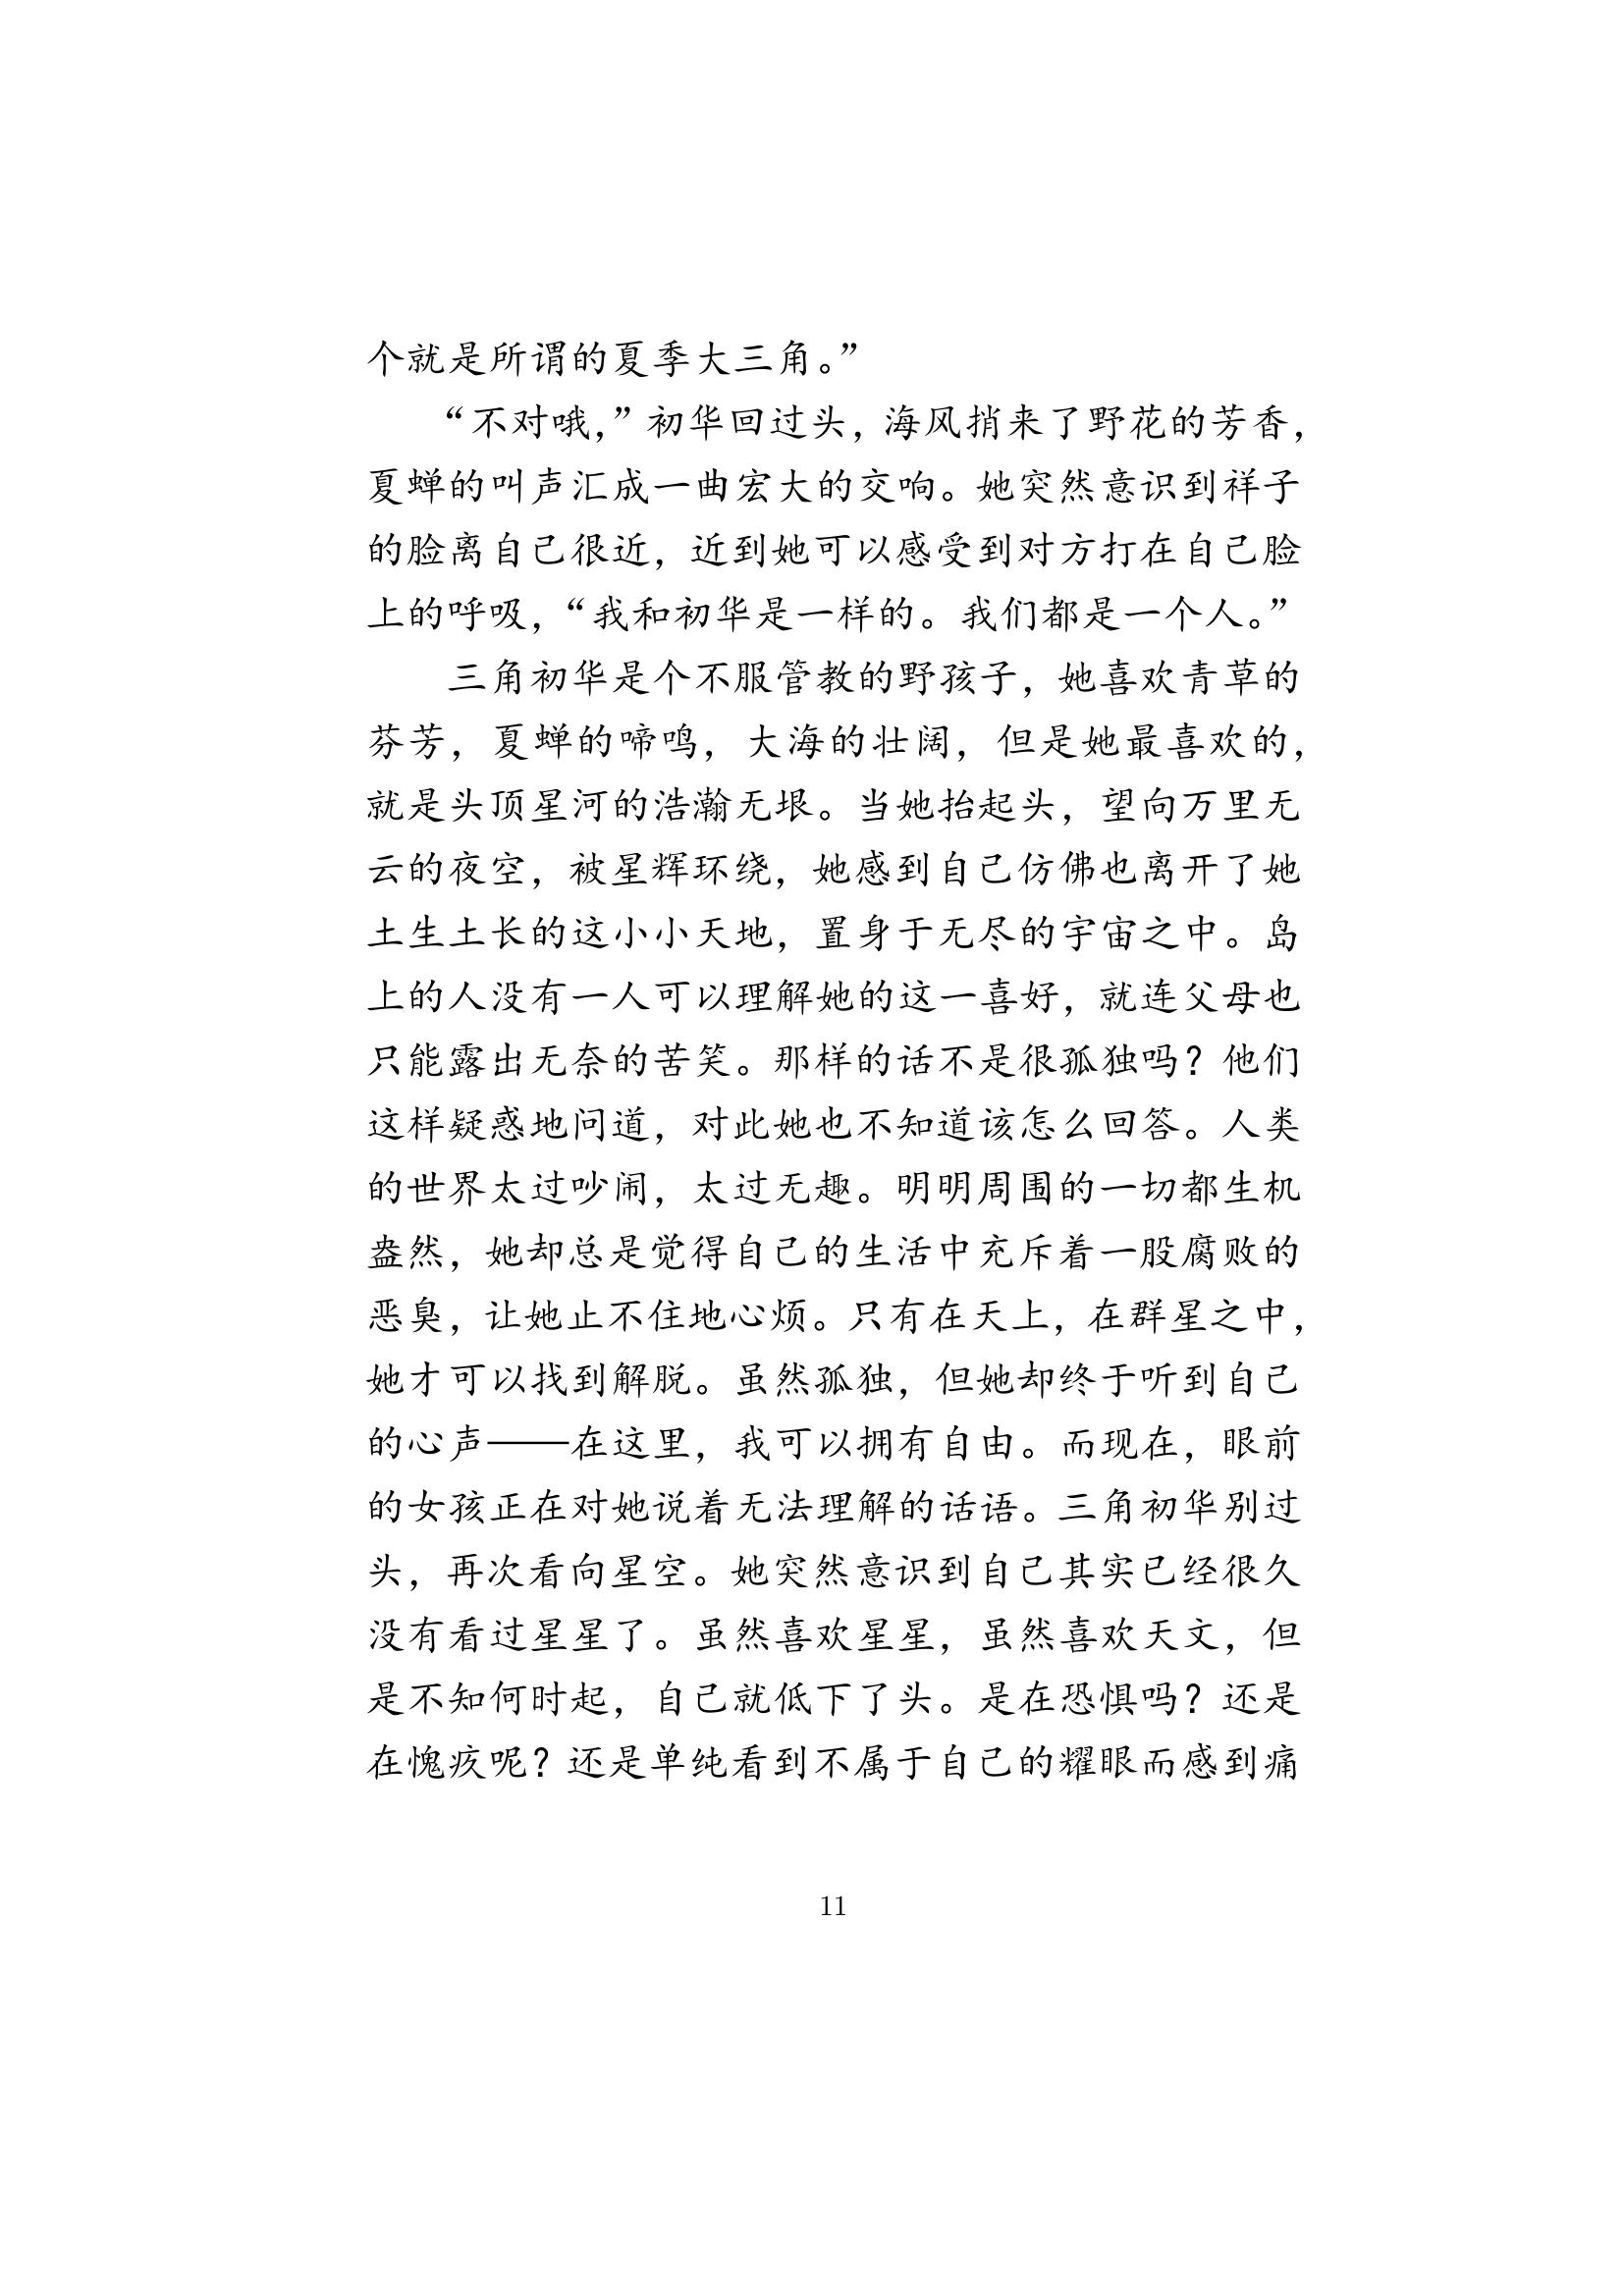 个就是所谓的夏季大三角。”
“不对哦，”初华回过头，海风捎来了野花的芳香，
夏蝉的叫声汇成一曲宏大的交响。她突然意识到祥子
的脸离自己很近，近到她可以感受到对方打在自己脸
上的呼吸，“我和初华是一样的。我们都是一个人。”
三角初华是个不服管教的野孩子，她喜欢青草的
芬芳，夏蝉的啼鸣，大海的壮阔，但是她最喜欢的，
就是头顶星河的浩瀚无垠。当她抬起头，望向万里无
云的夜空，被星辉环绕，她感到自己仿佛也离开了她
土生土长的这小小天地，置身于无尽的宇宙之中。岛
上的人没有一人可以理解她的这一喜好，就连父母也
只能露出无奈的苦笑。那样的话不是很孤独吗？他们
这样疑惑地问道，对此她也不知道该怎么回答。人类
的世界太过吵闹，太过无趣。明明周围的一切都生机
盎然，她却总是觉得自己的生活中充斥着一股腐败的
恶臭，让她止不住地心烦。只有在天上，在群星之中，
她才可以找到解脱。虽然孤独，但她却终于听到自己
的心声——在这里，我可以拥有自由。而现在，眼前
的女孩正在对她说着无法理解的话语。三角初华别过
头，再次看向星空。她突然意识到自己其实已经很久
没有看过星星了。虽然喜欢星星，虽然喜欢天文，但
是不知何时起，自己就低下了头。是在恐惧吗？还是
在愧疚呢？还是单纯看到不属于自己的耀眼而感到痛
11